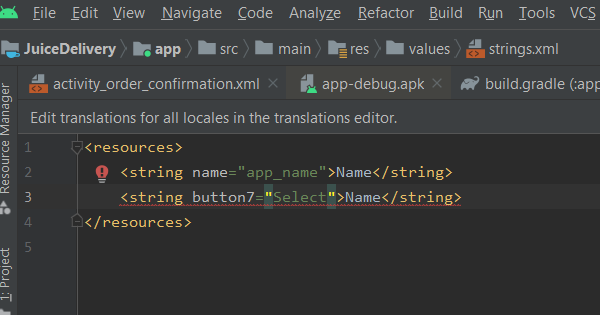 File Edit View Navigate Code Analyze Refactor Build Run Tools VCS
JuiceDelivery app src main res values strings.xml
activity_order_confirmation.xml app-debug.apk build.gradle (:app
Edit translations for all locales in the translations editor.
Resource Manager
1: Project
1 <resources>
2 <string name="app_name">Name</string>
3 <string button7="Select">Name</string>
4 </resources>
5